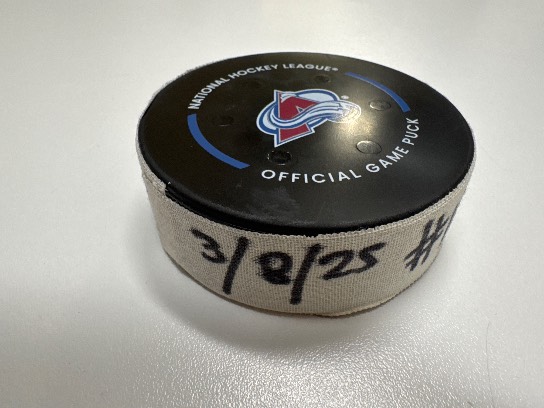 NATIONAL HOCKEY LEAGUE®
OFFICIAL GAME PUCK
3/8/25 #